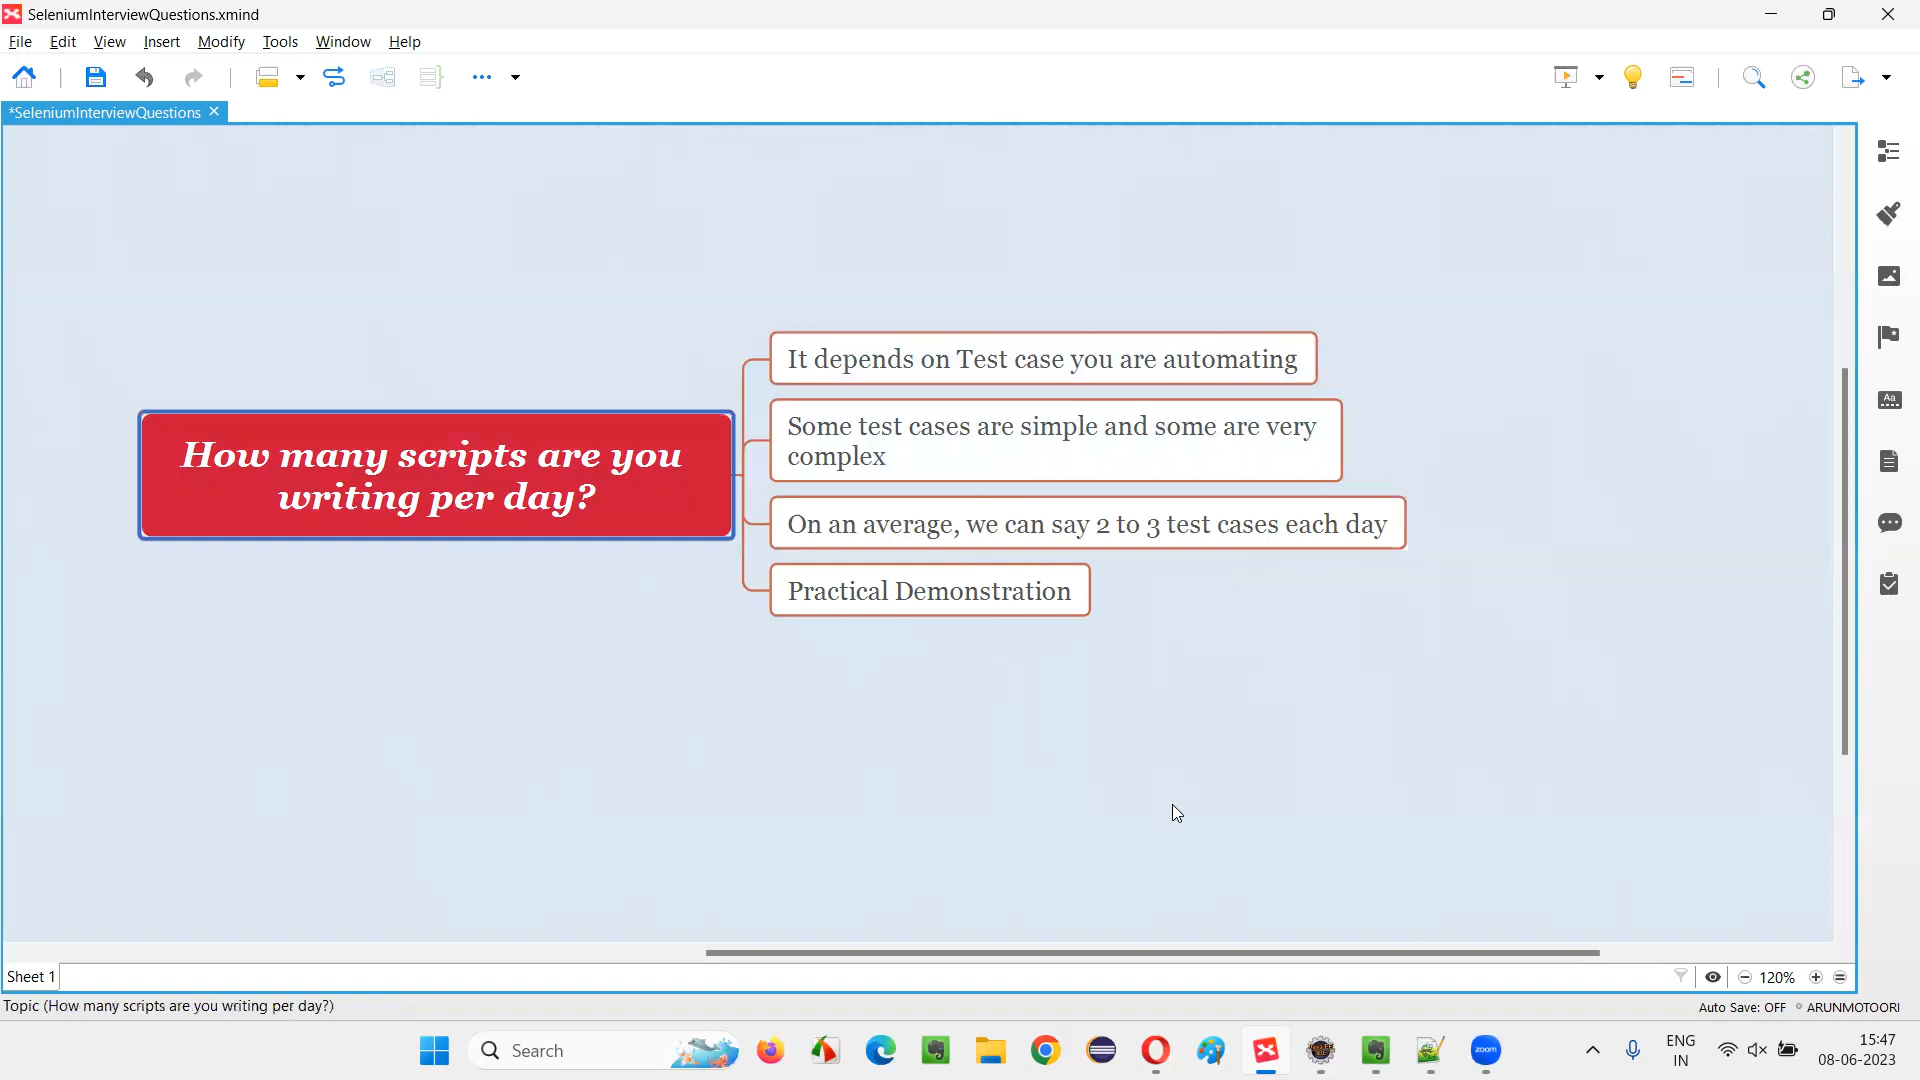 SeleniumInterviewQuestions.xmind
File Edit View Insert Modify Tools Window Help
*SeleniumInterviewQuestions
How many scripts are you
writing per day?
It depends on Test case you are automating
Some test cases are simple and some are very
complex
On an average, we can say 2 to 3 test cases each day
Practical Demonstration
Aa
Sheet 1
120%
Topic (How many scripts are you writing per day?)
Auto Save: OFF ARUNMOTOORI
Search
zoom
ENG
IN
15:47
08-06-2023